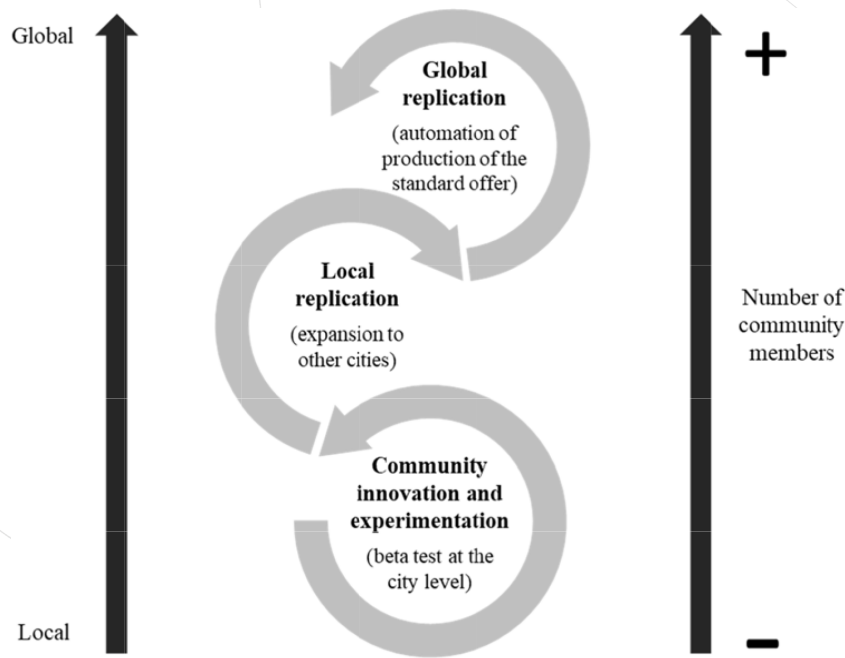 Global
+
Global
replication
(automation of
production of the
standard offer)
Local
replication
(expansion to
other cities)
Number of
community
members
Community
innovation and
experimentation
(beta test at the
city level)
Local
-